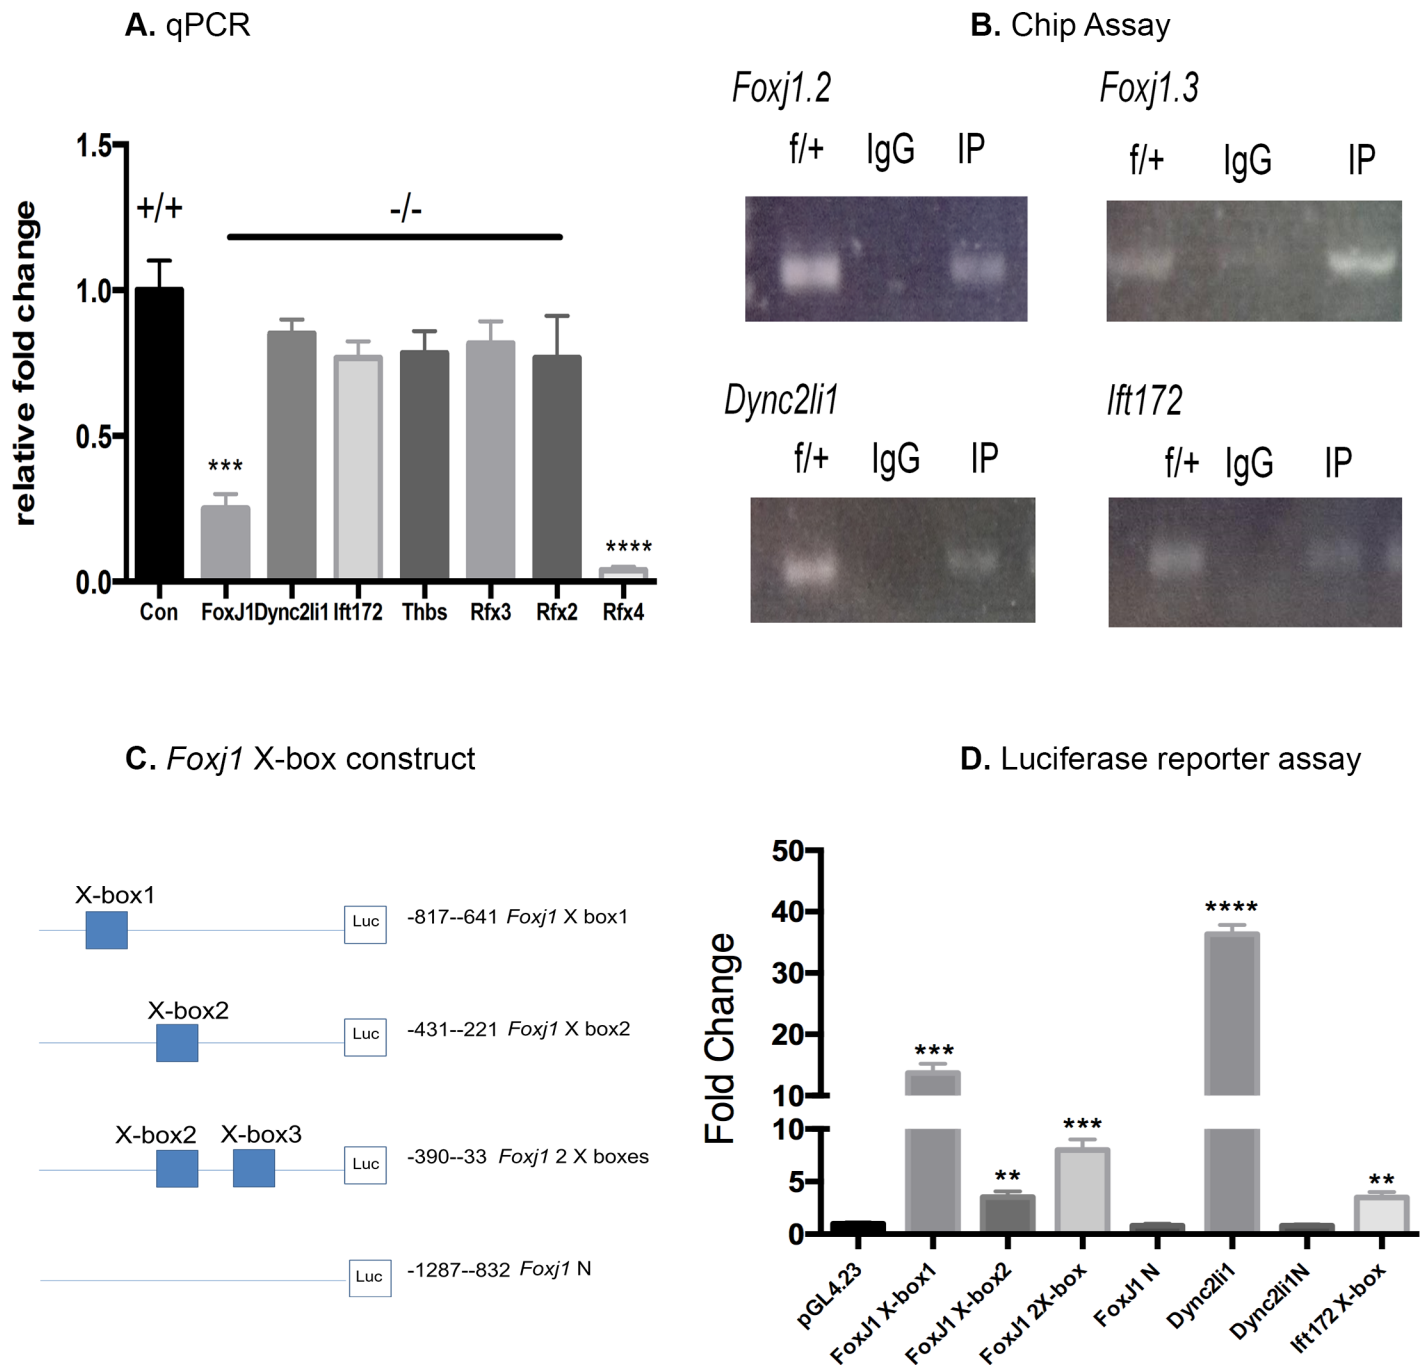 A. qPCR
1.5
1.0
0.5
0.0
relative fold change
+/+
-/-
***
****
Con FoxJ1 Dync2li1 Ift172 Thbs Rfx3 Rfx2 Rfx4
B. Chip Assay
Foxj1.2
f/+ IgG IP
Foxj1.3
f/+ IgG IP
Dync2li1
f/+ IgG IP
Ift172
f/+ IgG IP
C. Foxj1 X-box construct
X-box1
Luc
-817--641 Foxj1 X box1
X-box2
Luc
-431--221 Foxj1 X box2
X-box2 X-box3
Luc
-390--33 Foxj1 2 X boxes
Luc
-1287--832 Foxj1 N
D. Luciferase reporter assay
50
40
30
20
10
10
5
0
Fold Change
***
**
***
****
**
pGL4.23
FoxJ1 X-box1
FoxJ1 X-box2
FoxJ1 2X-box
FoxJ1 N
Dync2li1
Dync2li1N
Ift172 X-box